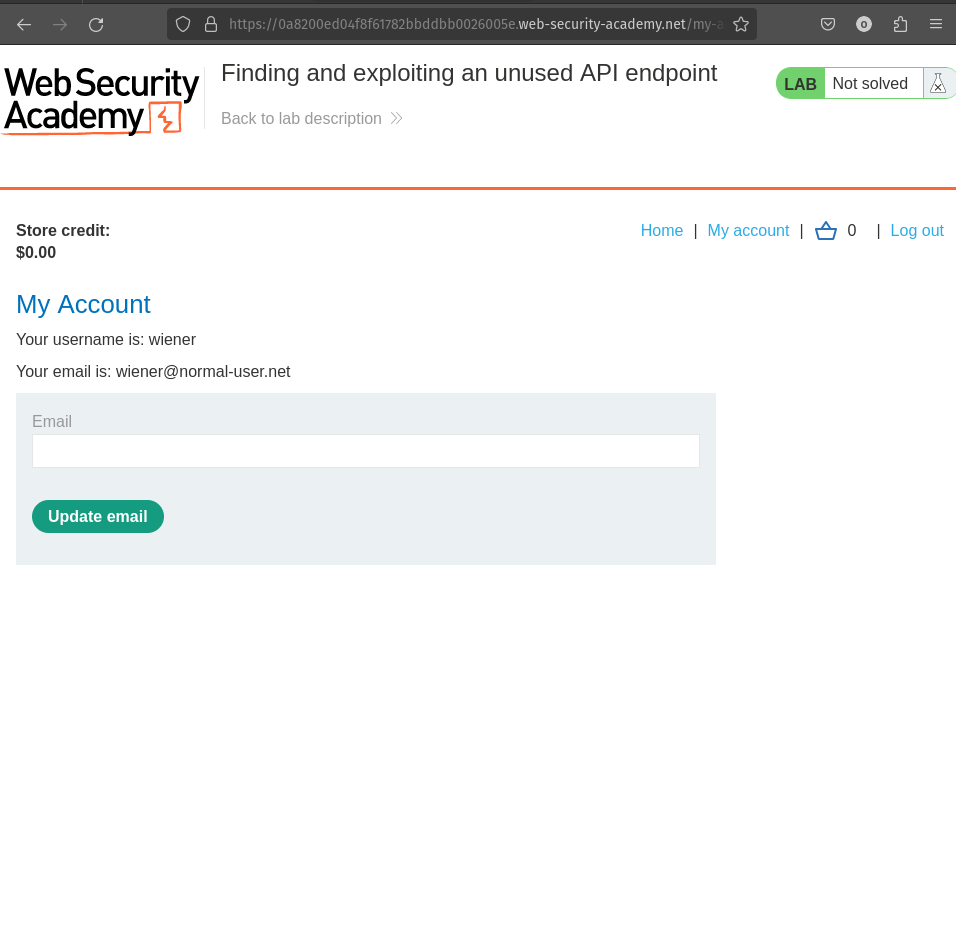 https://0a8200ed04f8f61782bbddbb0026005e.web-security-academy.net/my-a
Web Security
Academy
Finding and exploiting an unused API endpoint
Back to lab description
LAB Not solved
Store credit:
$0.00
Home | My account | 0 | Log out
My Account
Your username is: wiener
Your email is: wiener@normal-user.net
Email
Update email